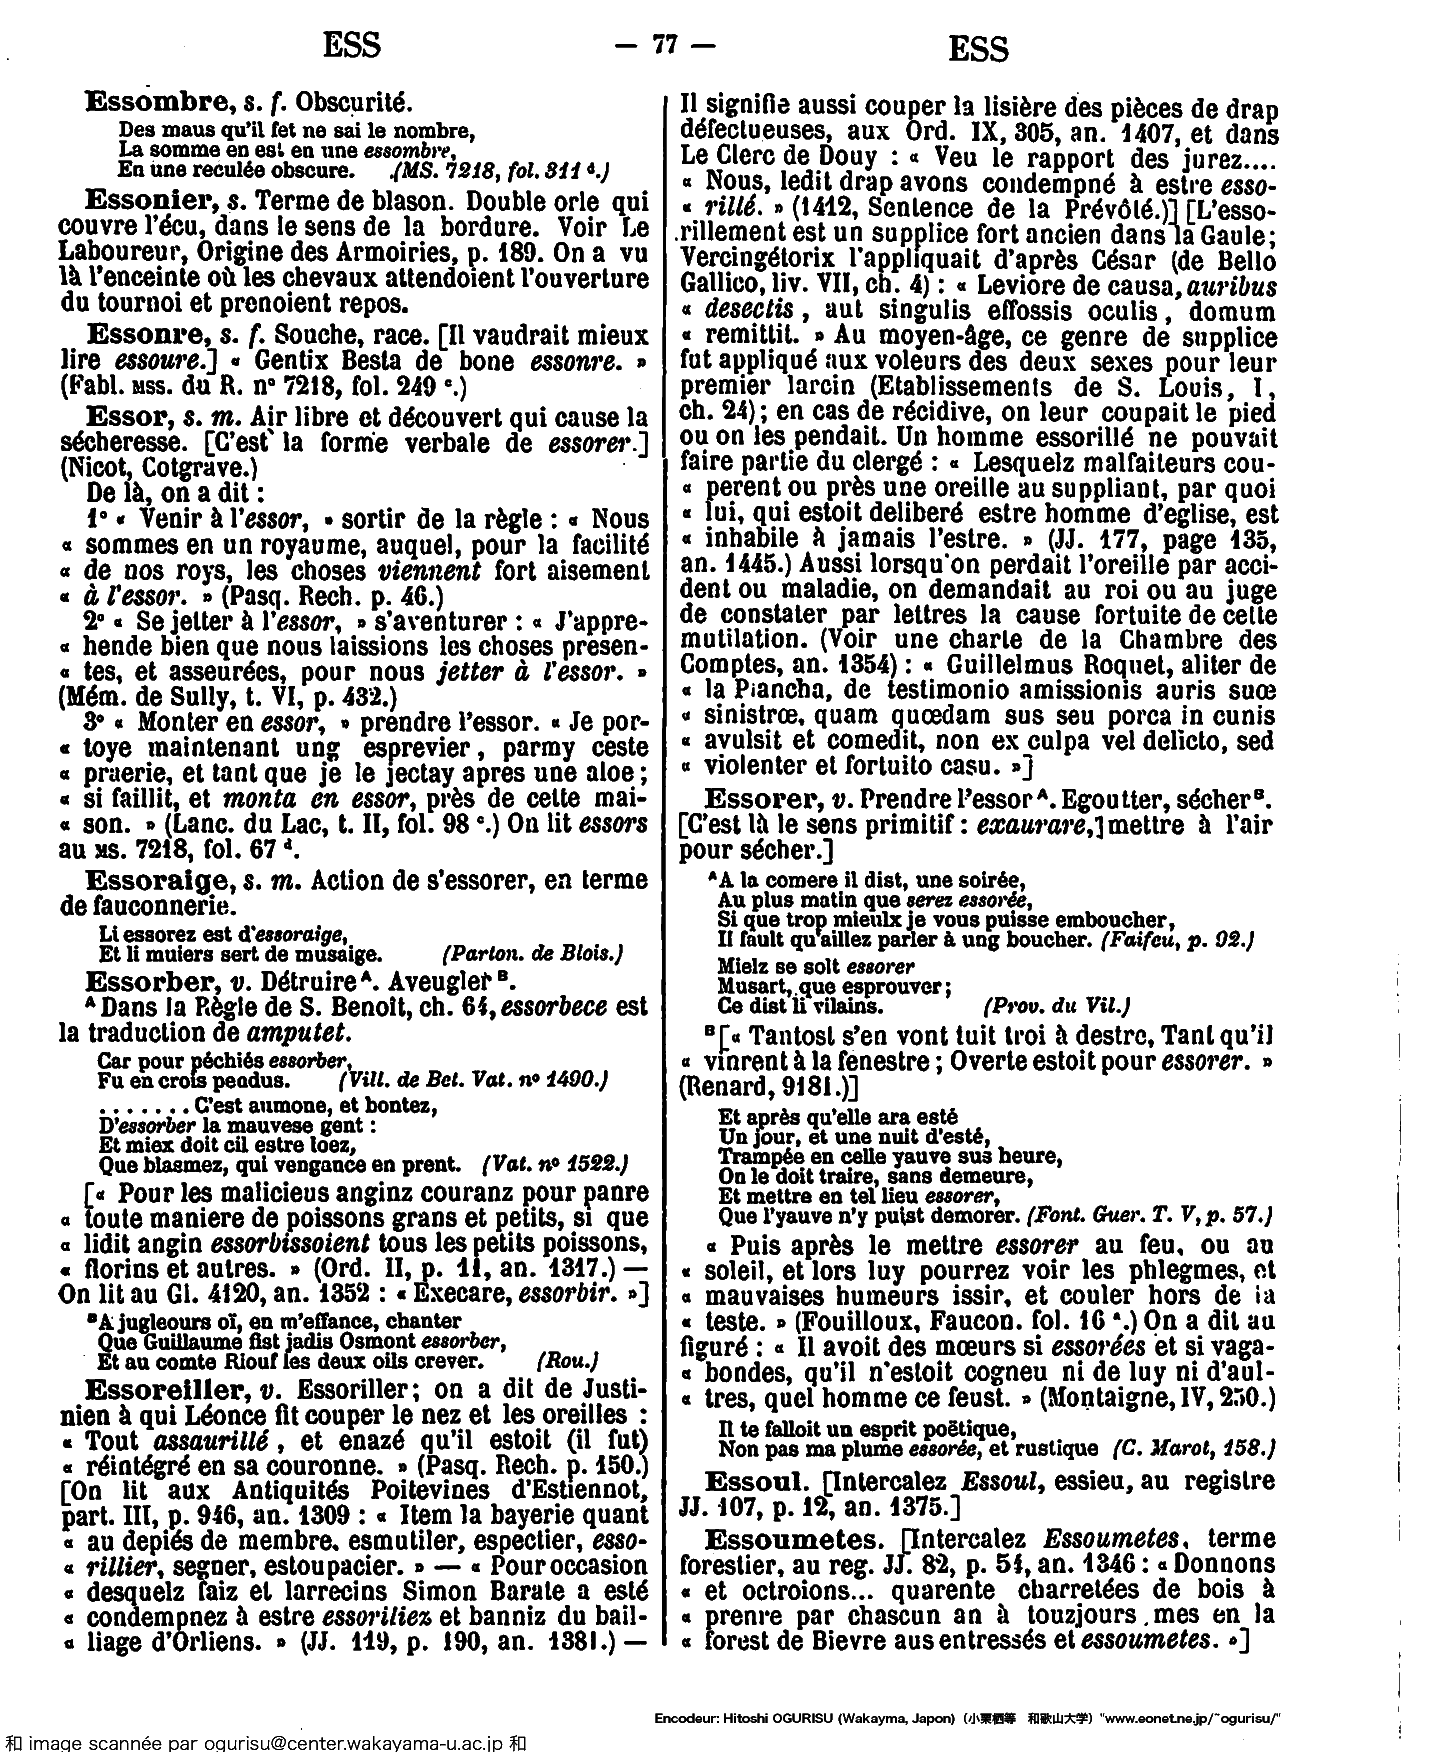 ESS
— 77 —
ESS
Essombre, s. f. Obscurité.
Des maus qu'il fet ne sai le nombre,
La somme en est en une essombre,
En une reculée obscure. (MS. 7218, fol. 311 d.)
Essonier, s. Terme de blason. Double orle qui
couvre l'écu, dans le sens de la bordure. Voir Le
Laboureur, Origine des Armoiries, p. 189. On a vu
là l'enceinte où les chevaux attendoient l'ouverture
du tournoi et prenoient repos.
Essonre, s. f. Souche, race. [Il vaudrait mieux
lire essoure.] « Gentix Besta de bone essonre. »
(Fabl. MSS. du R. n° 7218, fol. 249 c.)
Essor, s. m. Air libre et découvert qui cause la
sécheresse. [C'est la forme verbale de essorer.]
(Nicot, Cotgrave.)
De là, on a dit :
1° « Venir à l'essor, » sortir de la règle : « Nous
« sommes en un royaume, auquel, pour la facilité
« de nos roys, les choses viennent fort aisement
« à l'essor. » (Pasq. Rech. p. 46.)
2° « Se jetter à l'essor, » s'aventurer : « J'appre-
« hende bien que nous laissions les choses presen-
« tes, et asseurées, pour nous jetter à l'essor. »
(Mém. de Sully, t. VI, p. 432.)
3° « Monter en essor, » prendre l'essor. « Je por-
« toye maintenant ung esprevier, parmy ceste
« praerie, et tant que je le jectay apres une aloe ;
« si faillit, et monta en essor, près de cette mai-
« son. » (Lanc. du Lac, t. II, fol. 98 c.) On lit essors
au MS. 7218, fol. 67 d.
Essoraige, s. m. Action de s'essorer, en terme
de fauconnerie.
Li essorez est d'essoraige,
Et li muiers sert de musaige. (Parton. de Blois.)
Essorber, v. Détruire A. Aveugler B.
A Dans la Règle de S. Benoît, ch. 64, essorbece est
la traduction de amputet.
Car pour péchiés essorber,
Fu en crois pendus. (Vill. de Bel. Vat. n° 1490.)
....... C'est aumone, et bontez,
D'essorber la mauvese gent :
Et miex doit cil estre loez,
Que blasmez, qui vengance en prent. (Vat. n° 1522.)
[« Pour les malicieus anginz couranz pour panre
« toute maniere de poissons grans et petits, si que
« lidit angin essorbissoient tous les petits poissons,
« florins et autres. » (Ord. II, p. 11, an. 1317.) —
On lit au Gl. 4120, an. 1352 : « Execare, essorbir. »]
B A jugleours oï, en m'effance, chanter
Que Guillaume fist jadis Osmont essorber,
Et au comte Riouf les deux oils crever. (Rou.)
Essoreiller, v. Essoriller ; on a dit de Justi-
nien à qui Léonce fit couper le nez et les oreilles :
« Tout assaurillé, et enazé qu'il estoit (il fut)
« réintégré en sa couronne. » (Pasq. Rech. p. 150.)
[On lit aux Antiquités Poitevines d'Estiennot,
part. III, p. 946, an. 1309 : « Item la bayerie quant
« au depiés de membre, esmutiler, espectier, esso-
« rillier, segner, estoupacier. » — « Pour occasion
« desquelz faiz et larrecins Simon Barate a esté
« condempnez à estre essoriliez et banniz du bail-
« liage d'Orliens. » (JJ. 119, p. 190, an. 1381.) —
Il signifie aussi couper la lisière des pièces de drap
défectueuses, aux Ord. IX, 305, an. 1407, et dans
Le Clerc de Douy : « Veu le rapport des jurez....
« Nous, ledit drap avons condempné à estre esso-
« rillé. » (1412, Sentence de la Prévôté.)] [L'esso-
rillement est un supplice fort ancien dans la Gaule ;
Vercingétorix l'appliquait d'après César (de Bello
Gallico, liv. VII, ch. 4) : « Leviore de causa, auribus
« desectis, aut singulis effossis oculis, domum
« remittit. » Au moyen-âge, ce genre de supplice
fut appliqué aux voleurs des deux sexes pour leur
premier larcin (Etablissements de S. Louis, I,
ch. 24) ; en cas de récidive, on leur coupait le pied
ou on les pendait. Un homme essorillé ne pouvait
faire partie du clergé : « Lesquelz malfaiteurs cou-
« perent ou près une oreille au suppliant, par quoi
« lui, qui estoit deliberé estre homme d'eglise, est
« inhabile à jamais l'estre. » (JJ. 177, page 135,
an. 1445.) Aussi lorsqu'on perdait l'oreille par acci-
dent ou maladie, on demandait au roi ou au juge
de constater par lettres la cause fortuite de cette
mutilation. (Voir une charte de la Chambre des
Comptes, an. 1354) : « Guillelmus Roquet, aliter de
« la Plancha, de testimonio amissionis auris suœ
« sinistrœ, quam quœdam sus seu porca in cunis
« avulsit et comedit, non ex culpa vel delicto, sed
« violenter et fortuito casu. »]
Essorer, v. Prendre l'essor A. Egoutter, sécher B.
[C'est là le sens primitif : exaurare,] mettre à l'air
pour sécher.]
A A la comere il dist, une soirée,
Au plus matin que serez essorée,
Si que trop mieulx je vous puisse emboucher,
Il fault qu'aillez parler à ung boucher. (Faifeu, p. 92.)
Mielz se solt essorer
Musart, que esprouver ;
Ce dist li vilains. (Prov. du Vil.)
B [« Tantost s'en vont tuit troi à destre, Tant qu'il
« vinrent à la fenestre ; Overte estoit pour essorer. »
(Renard, 9181.)]
Et après qu'elle ara esté
Un jour, et une nuit d'esté,
Trampée en celle yauve sus heure,
On le doit traire, sans demeure,
Et mettre en tel lieu essorer,
Que l'yauve n'y puist demorer. (Font. Guer. T. V, p. 57.)
« Puis après le mettre essorer au feu, ou au
« soleil, et lors luy pourrez voir les phlegmes, et
« mauvaises humeurs issir, et couler hors de la
« teste. » (Fouilloux, Faucon. fol. 16 a.) On a dit au
figuré : « Il avoit des mœurs si essorées et si vaga-
« bondes, qu'il n'estoit cogneu ni de luy ni d'aul-
« tres, quel homme ce feust. » (Montaigne, IV, 250.)
Il te falloit un esprit poëtique,
Non pas ma plume essorée, et rustique (C. Marot, 158.)
Essoul. [Intercalez Essoul, essieu, au registre
JJ. 107, p. 12, an. 1375.]
Essoumetes. [Intercalez Essoumetes, terme
forestier, au reg. JJ. 82, p. 54, an. 1346 : « Donnons
« et octroions... quarente charretées de bois à
« prenre par chascun an à touzjours mes en la
« forest de Bievre aus entressés et essoumetes. »]
Encodeur: Hitoshi OGURISU (Wakayma, Japon) (小栗栖等 和歌山大学) "www.eonet.ne.jp/~ogurisu/"
和 image scannée par ogurisu@center.wakayama-u.ac.jp 和